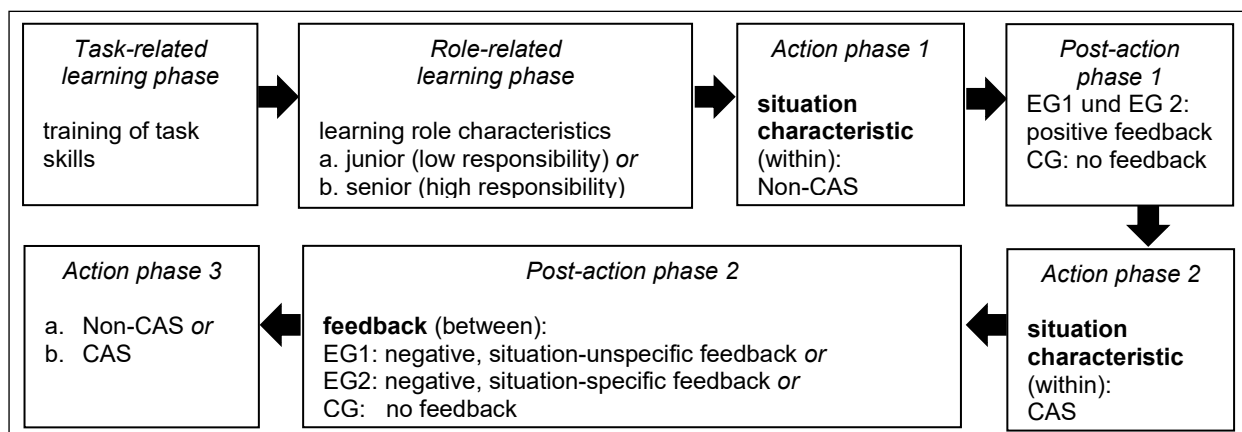 Task-related
learning phase
training of task
skills
Role-related
learning phase
learning role characteristics
a. junior (low responsibility) or
b. senior (high responsibility)
Action phase 1
situation
characteristic
(within):
Non-CAS
Post-action
phase 1
EG1 und EG 2:
positive feedback
CG: no feedback
Action phase 2
situation
characteristic
(within):
CAS
Post-action phase 2
feedback (between):
EG1: negative, situation-unspecific feedback or
EG2: negative, situation-specific feedback or
CG: no feedback
Action phase 3
a. Non-CAS or
b. CAS